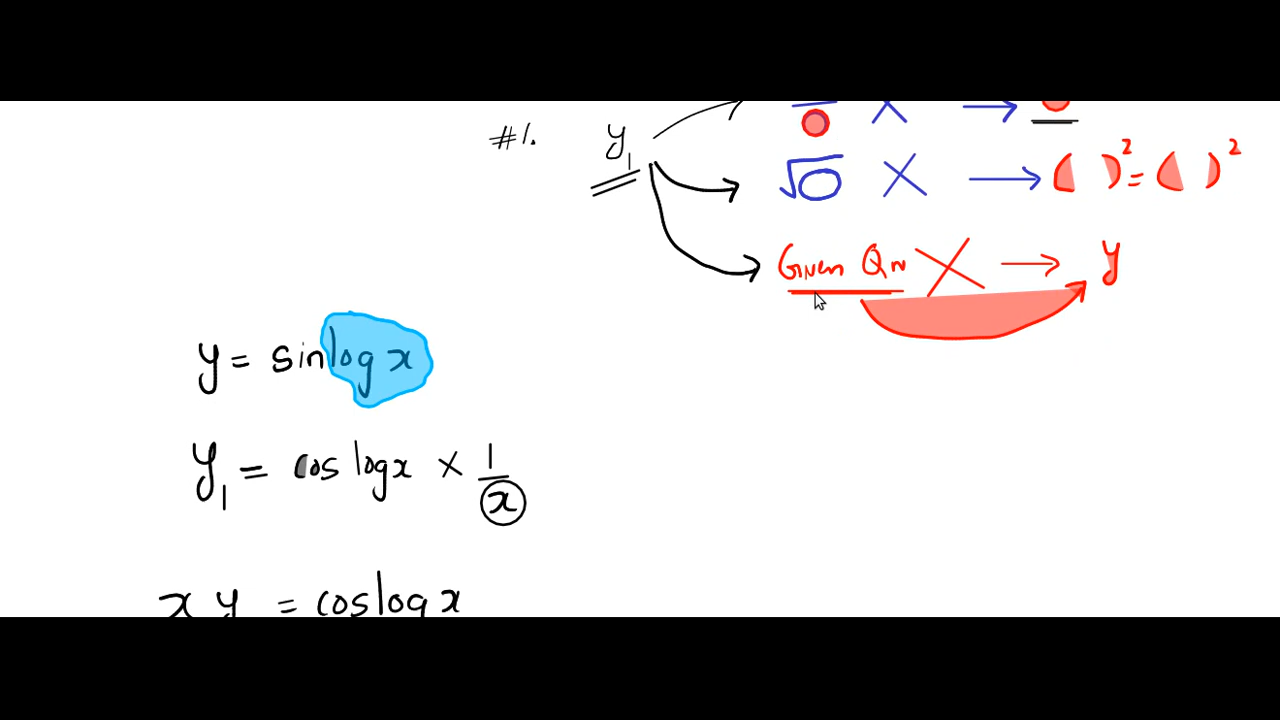 #1. y₁
√ X → ( )² = ( )²
Given Qn X → y
y = sin log x
y₁ = cos log x × 1/x
x y = cos log x